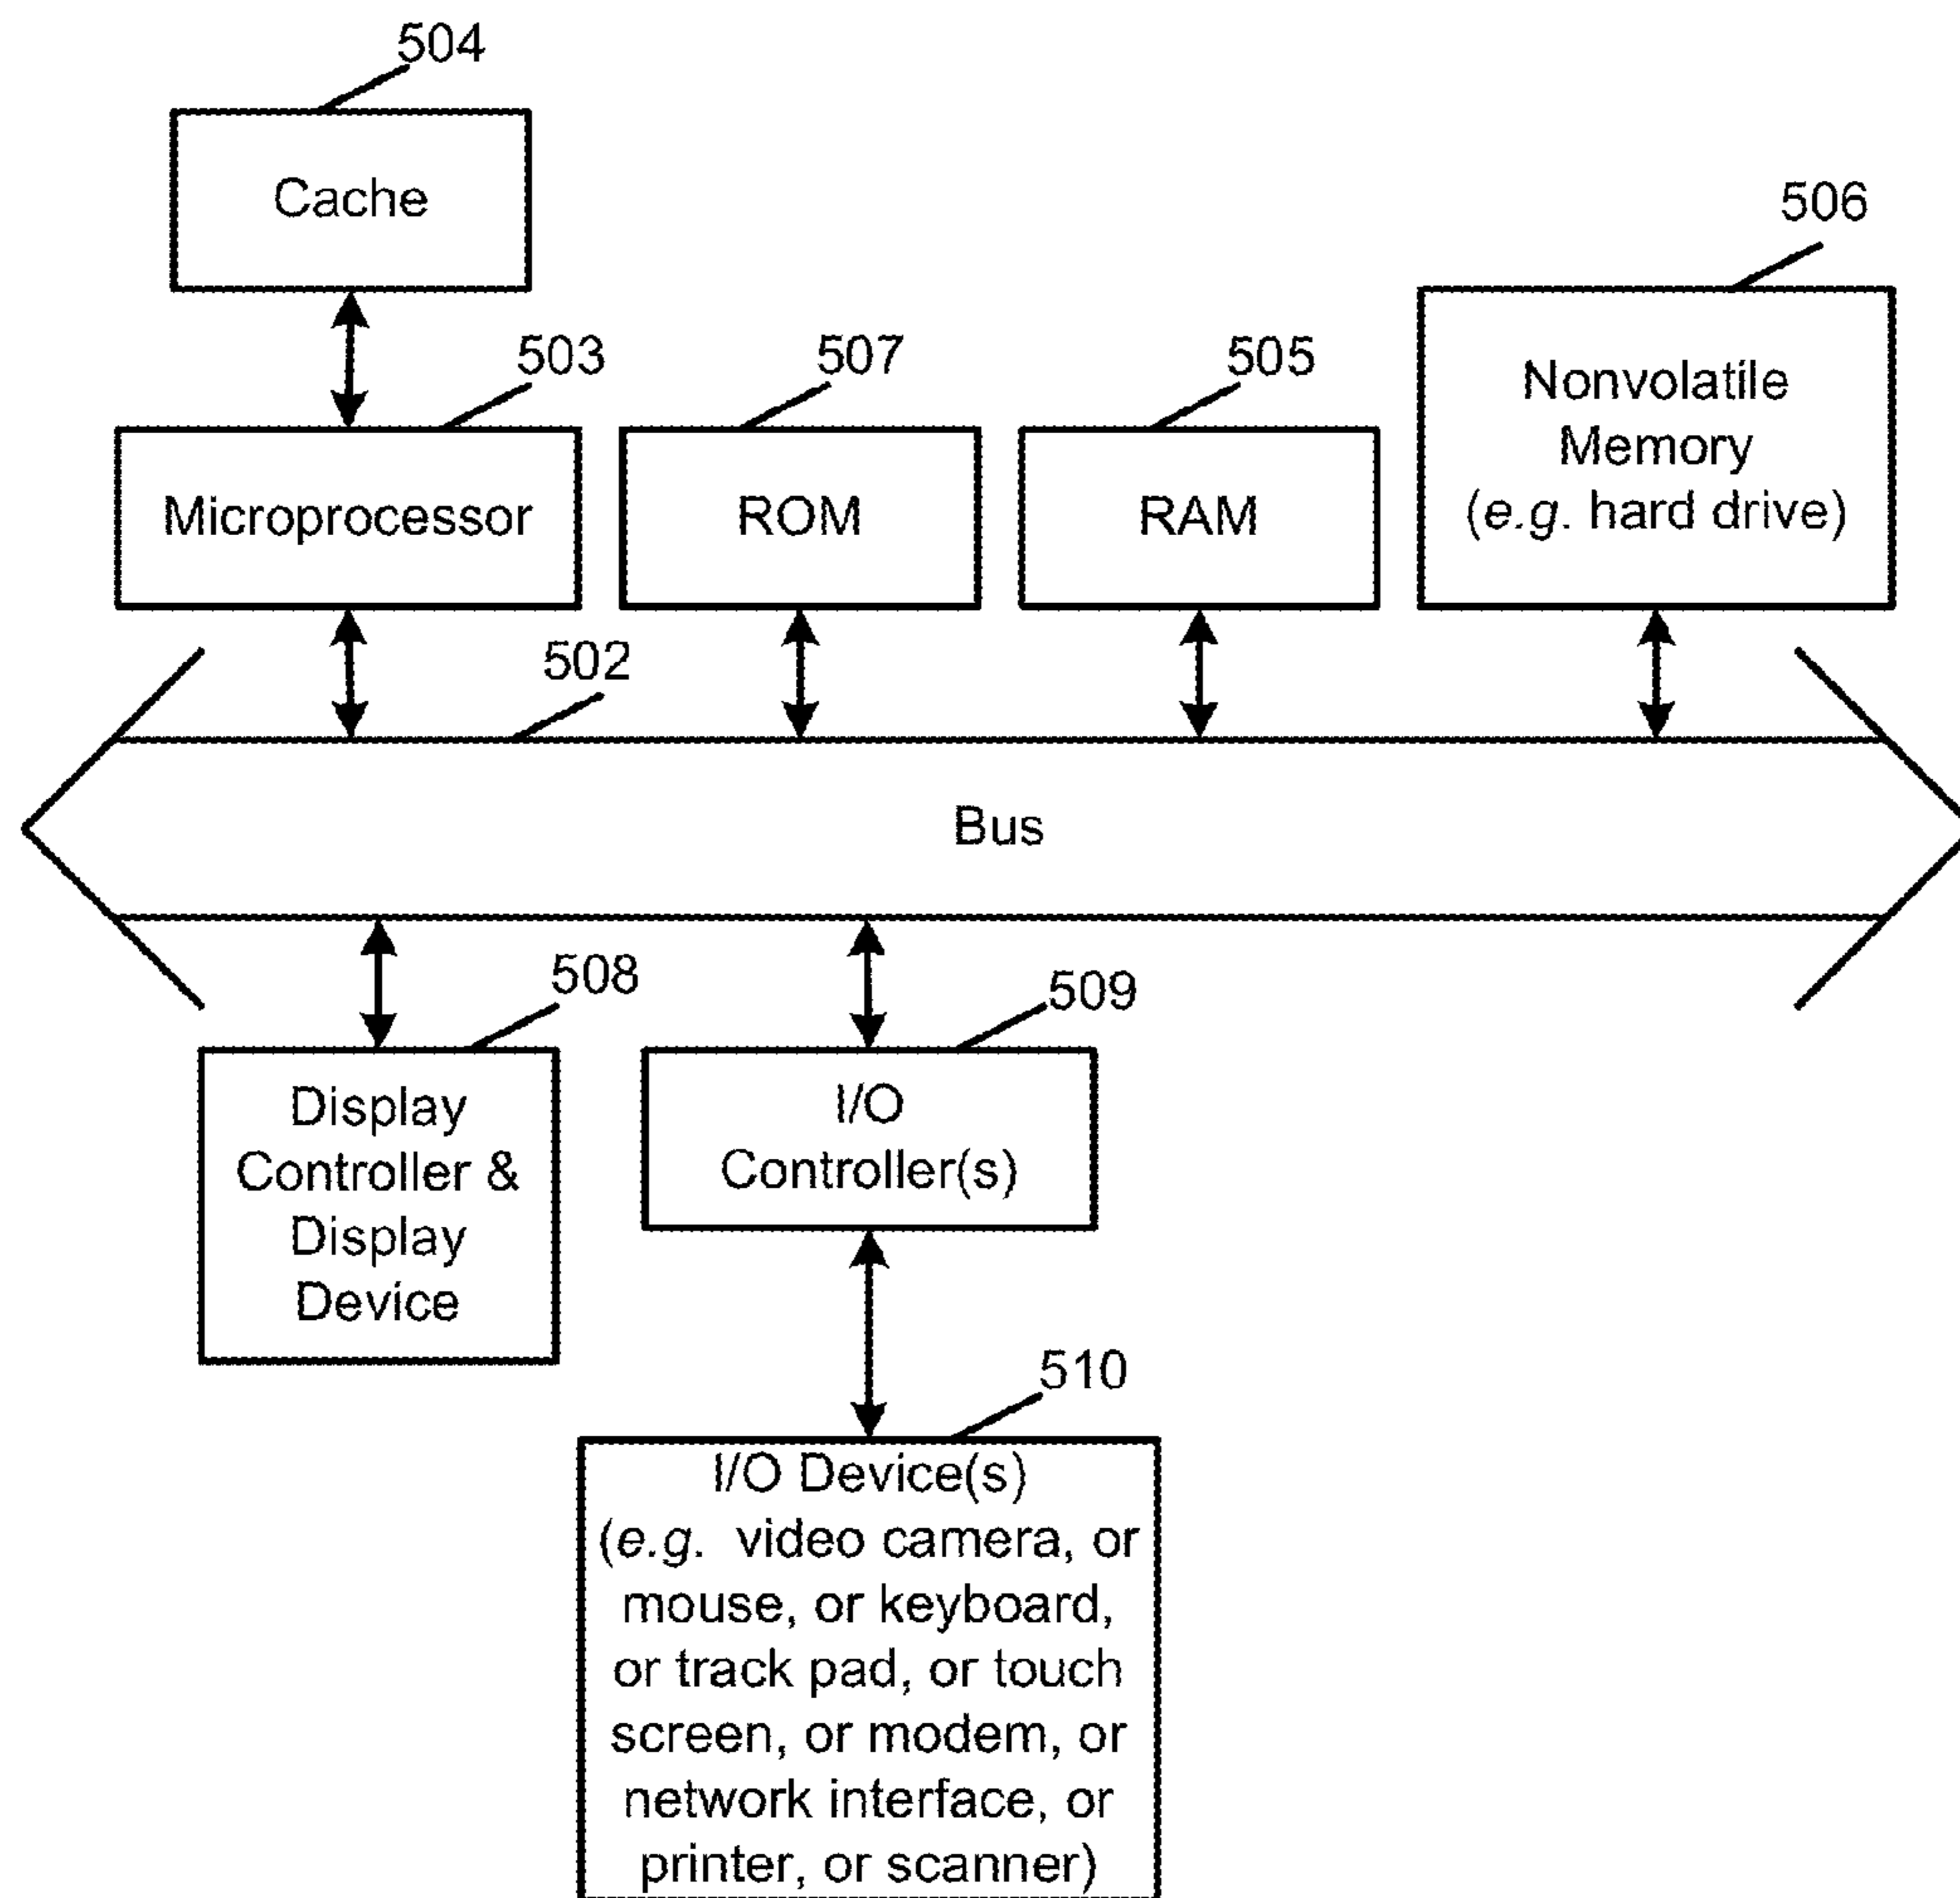 504
Cache
506
503
507
505
Nonvolatile
Memory
(e.g. hard drive)
Microprocessor
ROM
RAM
502
Bus
508
509
Display
Controller &
Display
Device
I/O
Controller(s)
510
I/O Device(s)
(e.g. video camera, or
mouse, or keyboard,
or track pad, or touch
screen, or modem, or
network interface, or
printer, or scanner)